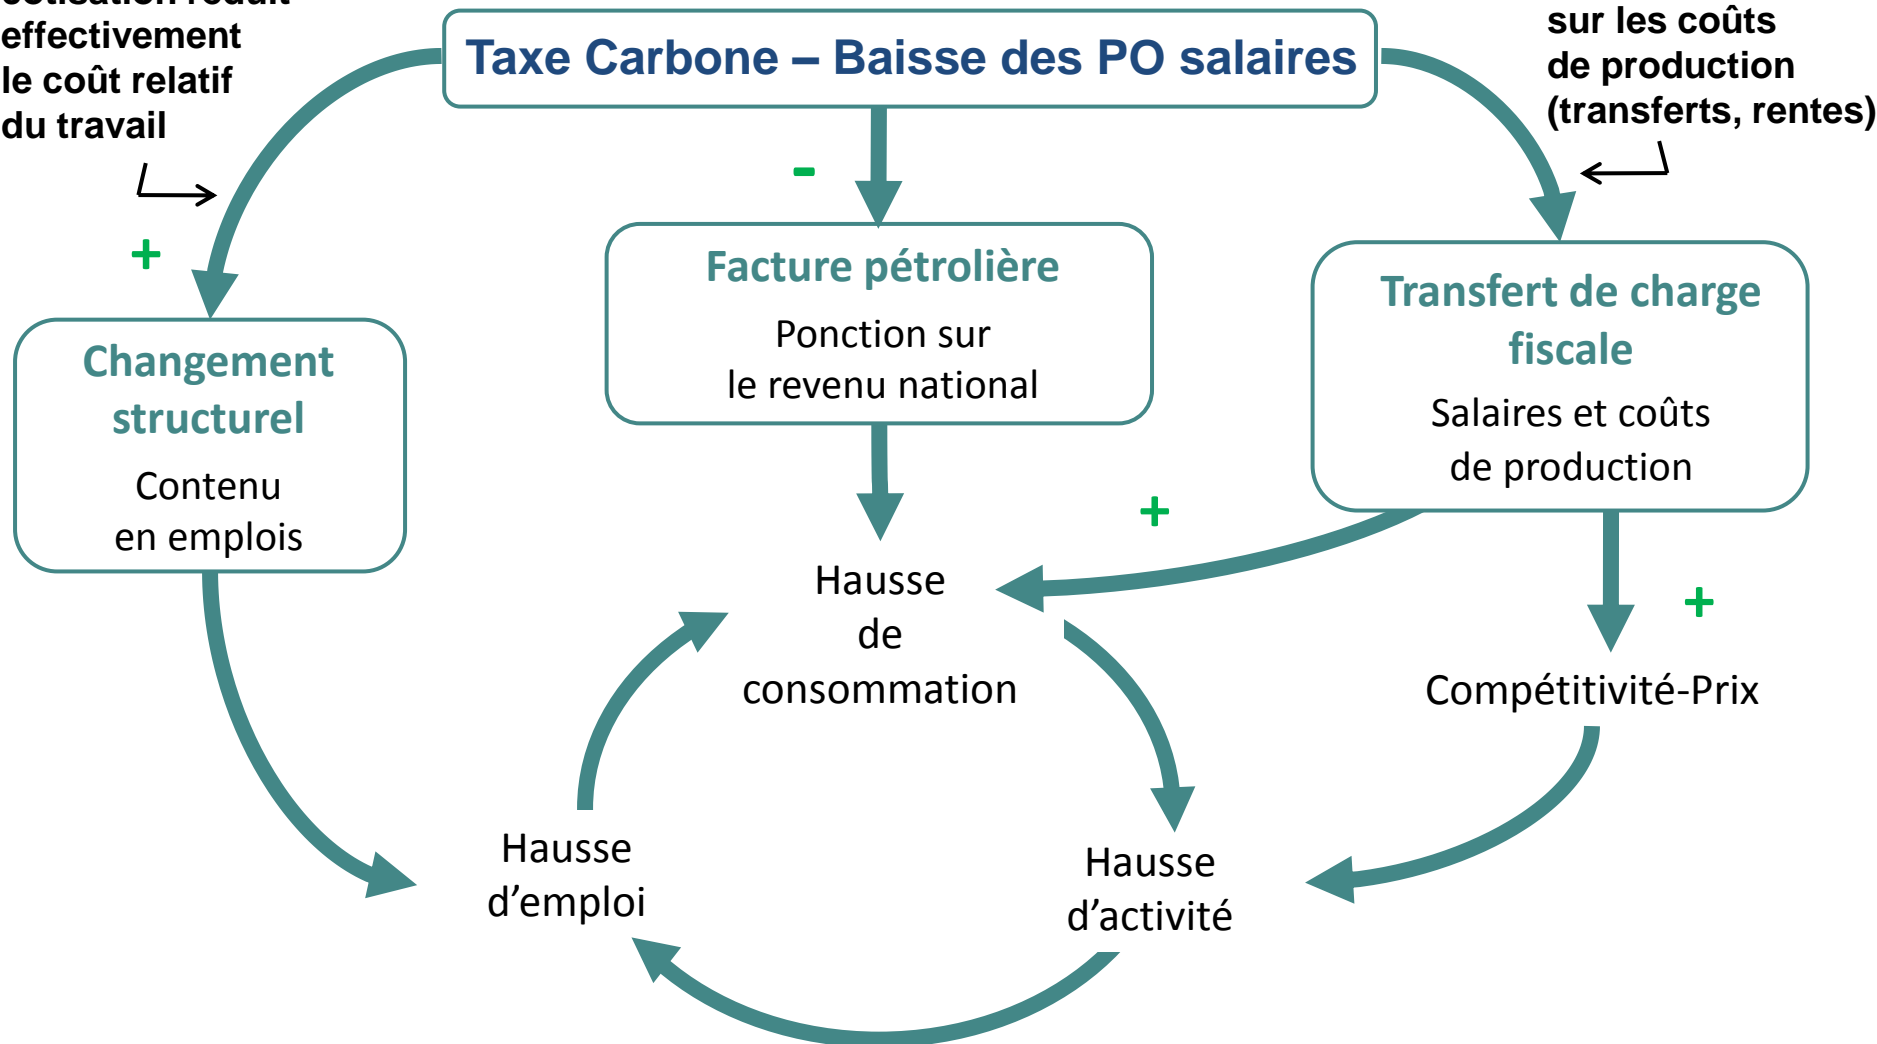 cotisation réduit
effectivement
le coût relatif
du travail
Taxe Carbone – Baisse des PO salaires
sur les coûts
de production
(transferts, rentes)
-
+
Facture pétrolière
Ponction sur
le revenu national
Transfert de charge
fiscale
Salaires et coûts
de production
Changement
structurel
Contenu
en emplois
+
+
Hausse
de
consommation
Compétitivité-Prix
Hausse
d’emploi
Hausse
d’activité